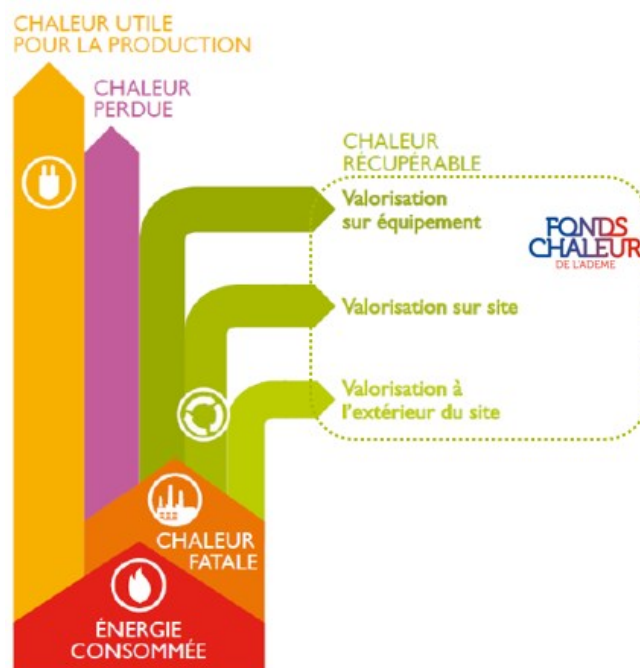 CHALEUR UTILE
POUR LA PRODUCTION
CHALEUR
PERDUE
CHALEUR
RÉCUPÉRABLE
Valorisation
sur équipement
FONDS
CHALEUR
DE L'ADEME
Valorisation sur site
Valorisation à
l'extérieur du site
CHALEUR
FATALE
ÉNERGIE
CONSOMMÉE